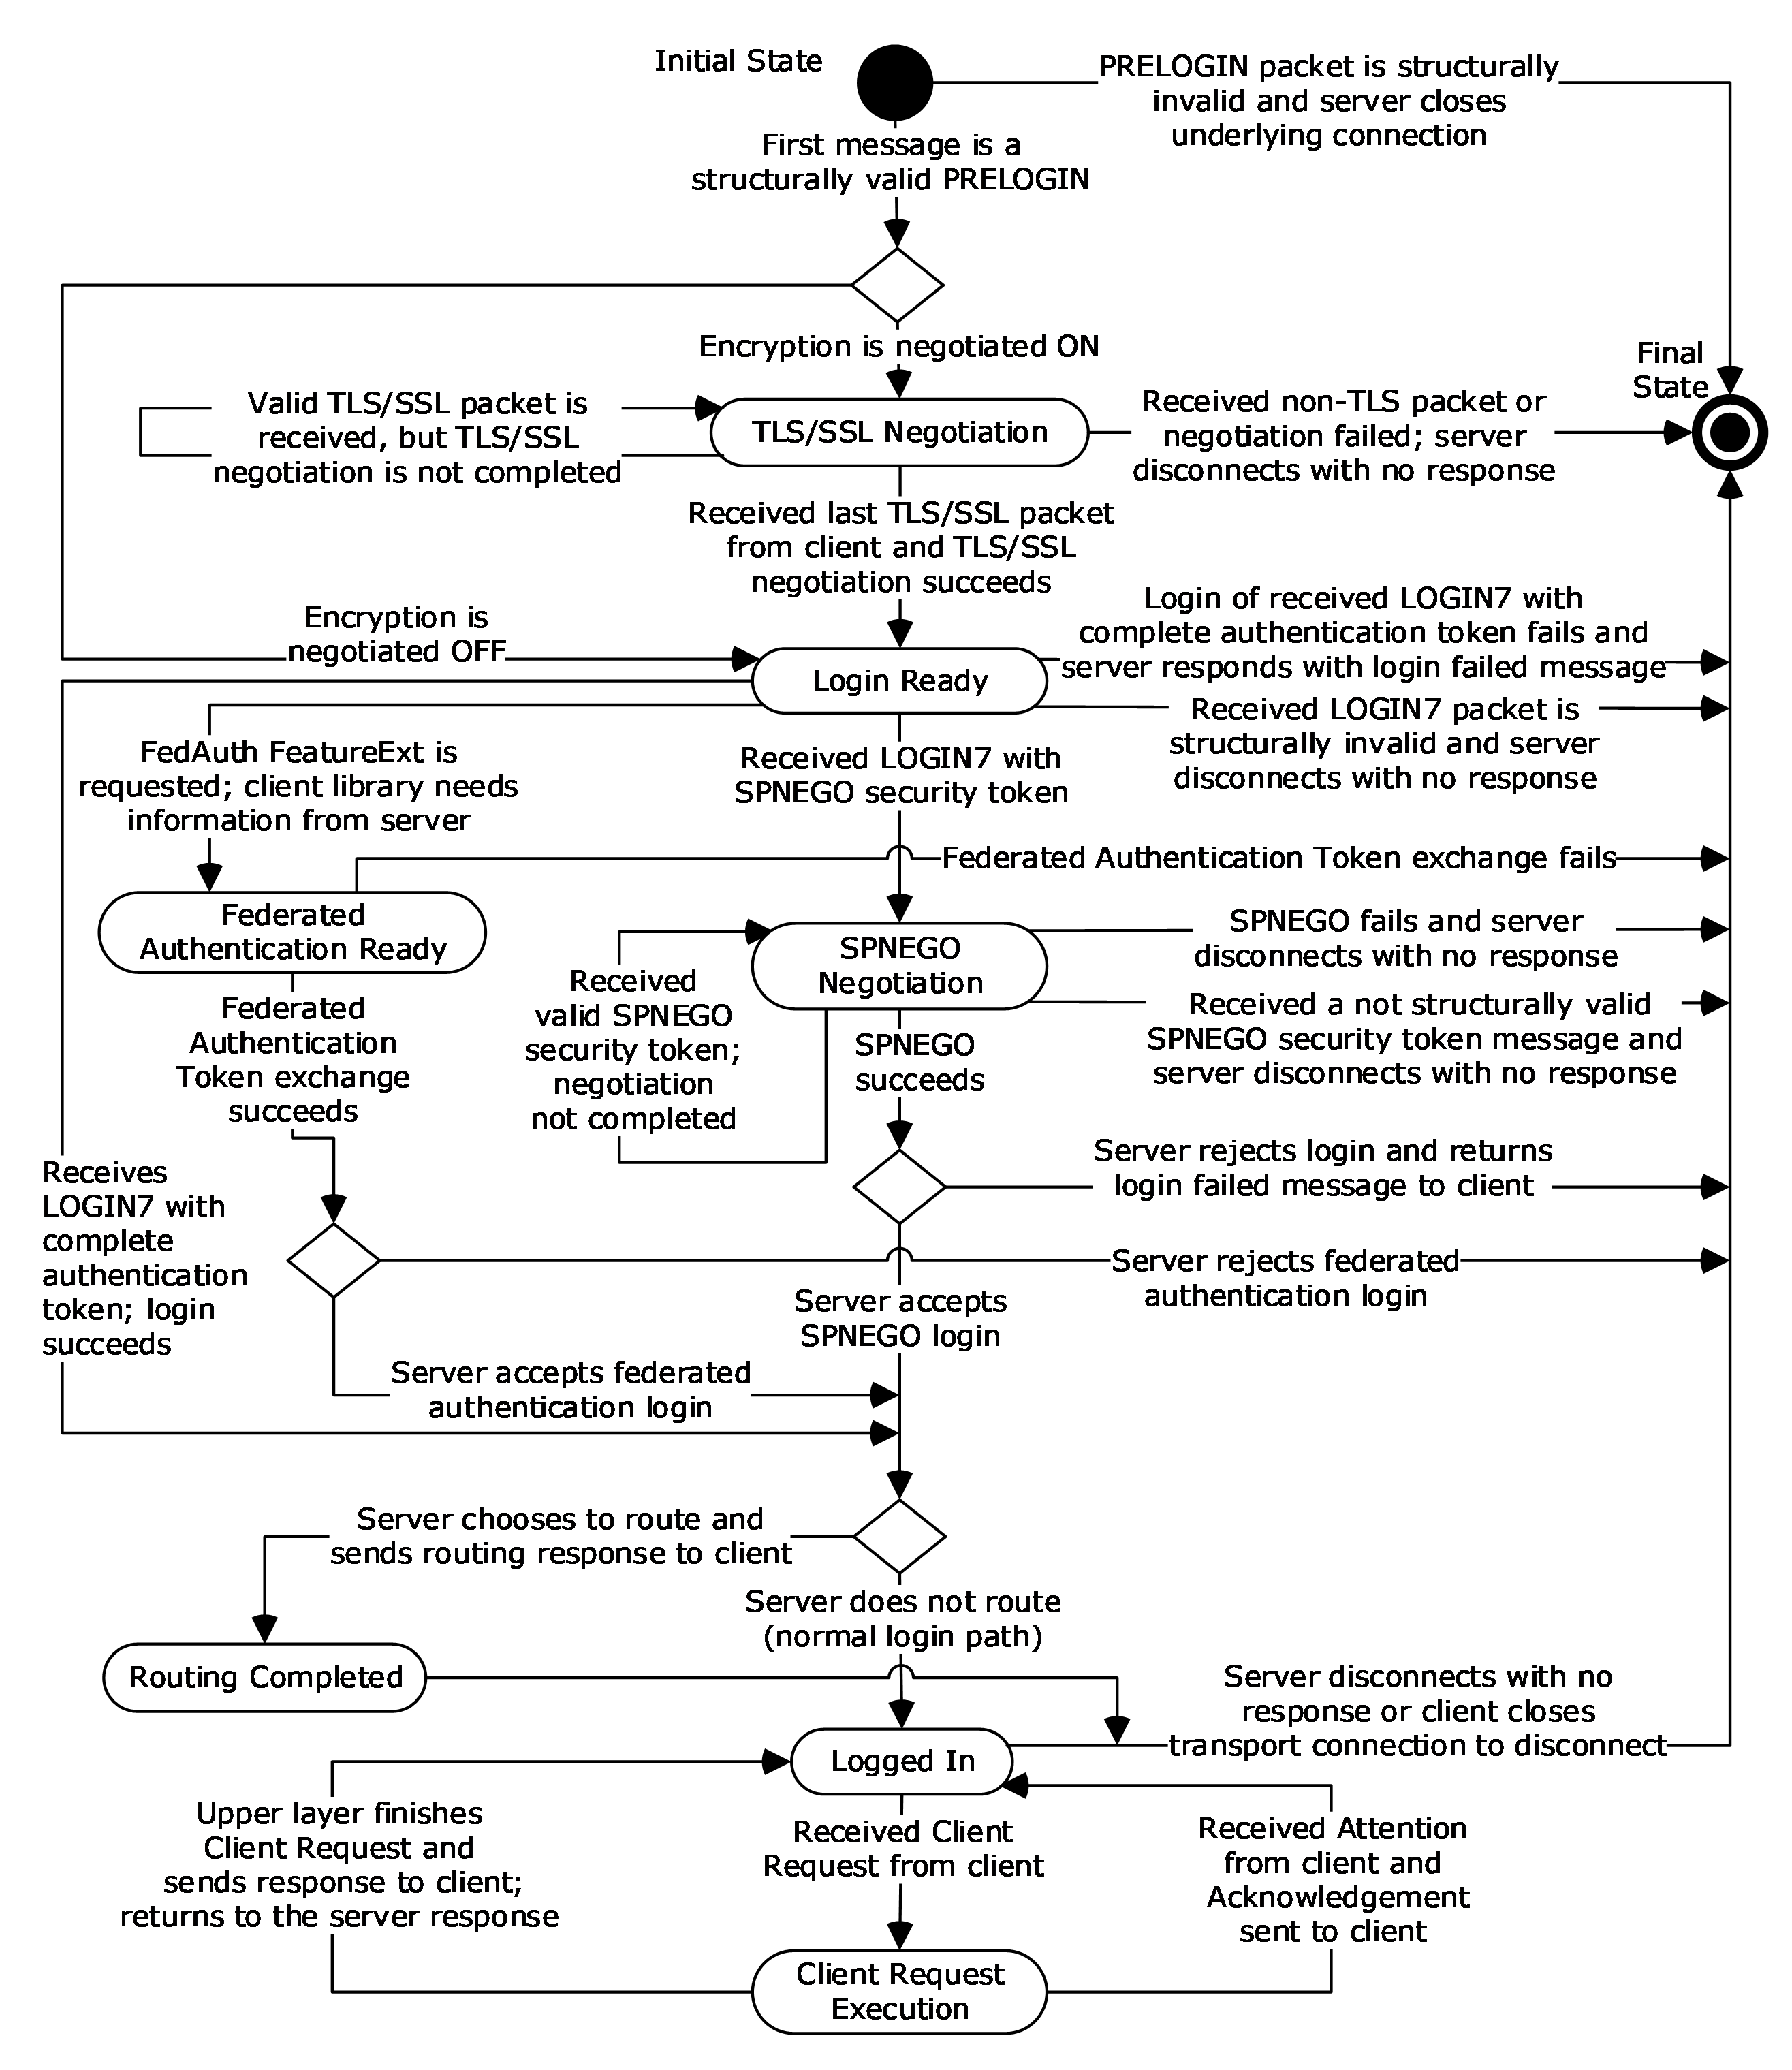 Initial State
PRELOGIN packet is structurally
invalid and server closes
underlying connection
First message is a
structurally valid PRELOGIN
Encryption is negotiated ON
Final
State
Valid TLS/SSL packet is
received, but TLS/SSL
negotiation is not completed
TLS/SSL Negotiation
Received non-TLS packet or
negotiation failed; server
disconnects with no response
Received last TLS/SSL packet
from client and TLS/SSL
negotiation succeeds
Encryption is
negotiated OFF
Login of received LOGIN7 with
complete authentication token fails and
server responds with login failed message
Login Ready
Received LOGIN7 packet is
structurally invalid and server
disconnects with no response
FedAuth FeatureExt is
requested; client library needs
information from server
Received LOGIN7 with
SPNEGO security token
Federated Authentication Token exchange fails
Federated
Authentication Ready
SPNEGO
Negotiation
SPNEGO fails and server
disconnects with no response
Received
valid SPNEGO
security token;
negotiation
not completed
Federated
Authentication
Token exchange
succeeds
SPNEGO
succeeds
Received a not structurally valid
SPNEGO security token message and
server disconnects with no response
Server rejects login and returns
login failed message to client
Receives
LOGIN7 with
complete
authentication
token; login
succeeds
Server rejects federated
authentication login
Server accepts
SPNEGO login
Server accepts federated
authentication login
Server chooses to route and
sends routing response to client
Server does not route
(normal login path)
Routing Completed
Server disconnects with no
response or client closes
transport connection to disconnect
Logged In
Upper layer finishes
Client Request and
sends response to client;
returns to the server response
Received Client
Request from client
Received Attention
from client and
Acknowledgement
sent to client
Client Request
Execution